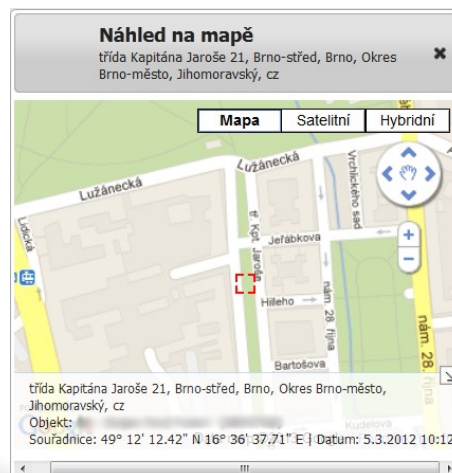 Náhled na mapě
třída Kapitána Jaroše 21, Brno-střed, Brno, Okres
Brno-město, Jihomoravský, cz
Mapa
Satelitní
Hybridní
Lužánecká
Lužánecká
Lidická
Vrchlického sad
tř. Kpt. Jaroše
Jeřábkova
Hilleho
nám. 28. října
nám. 28. října
Bartošova
třída Kapitána Jaroše 21, Brno-střed, Brno, Okres Brno-město,
Jihomoravský, cz
Objekt:
Kudelova
Souřadnice: 49° 12' 12.42" N 16° 36' 37.71" E | Datum: 5.3.2012 10:12